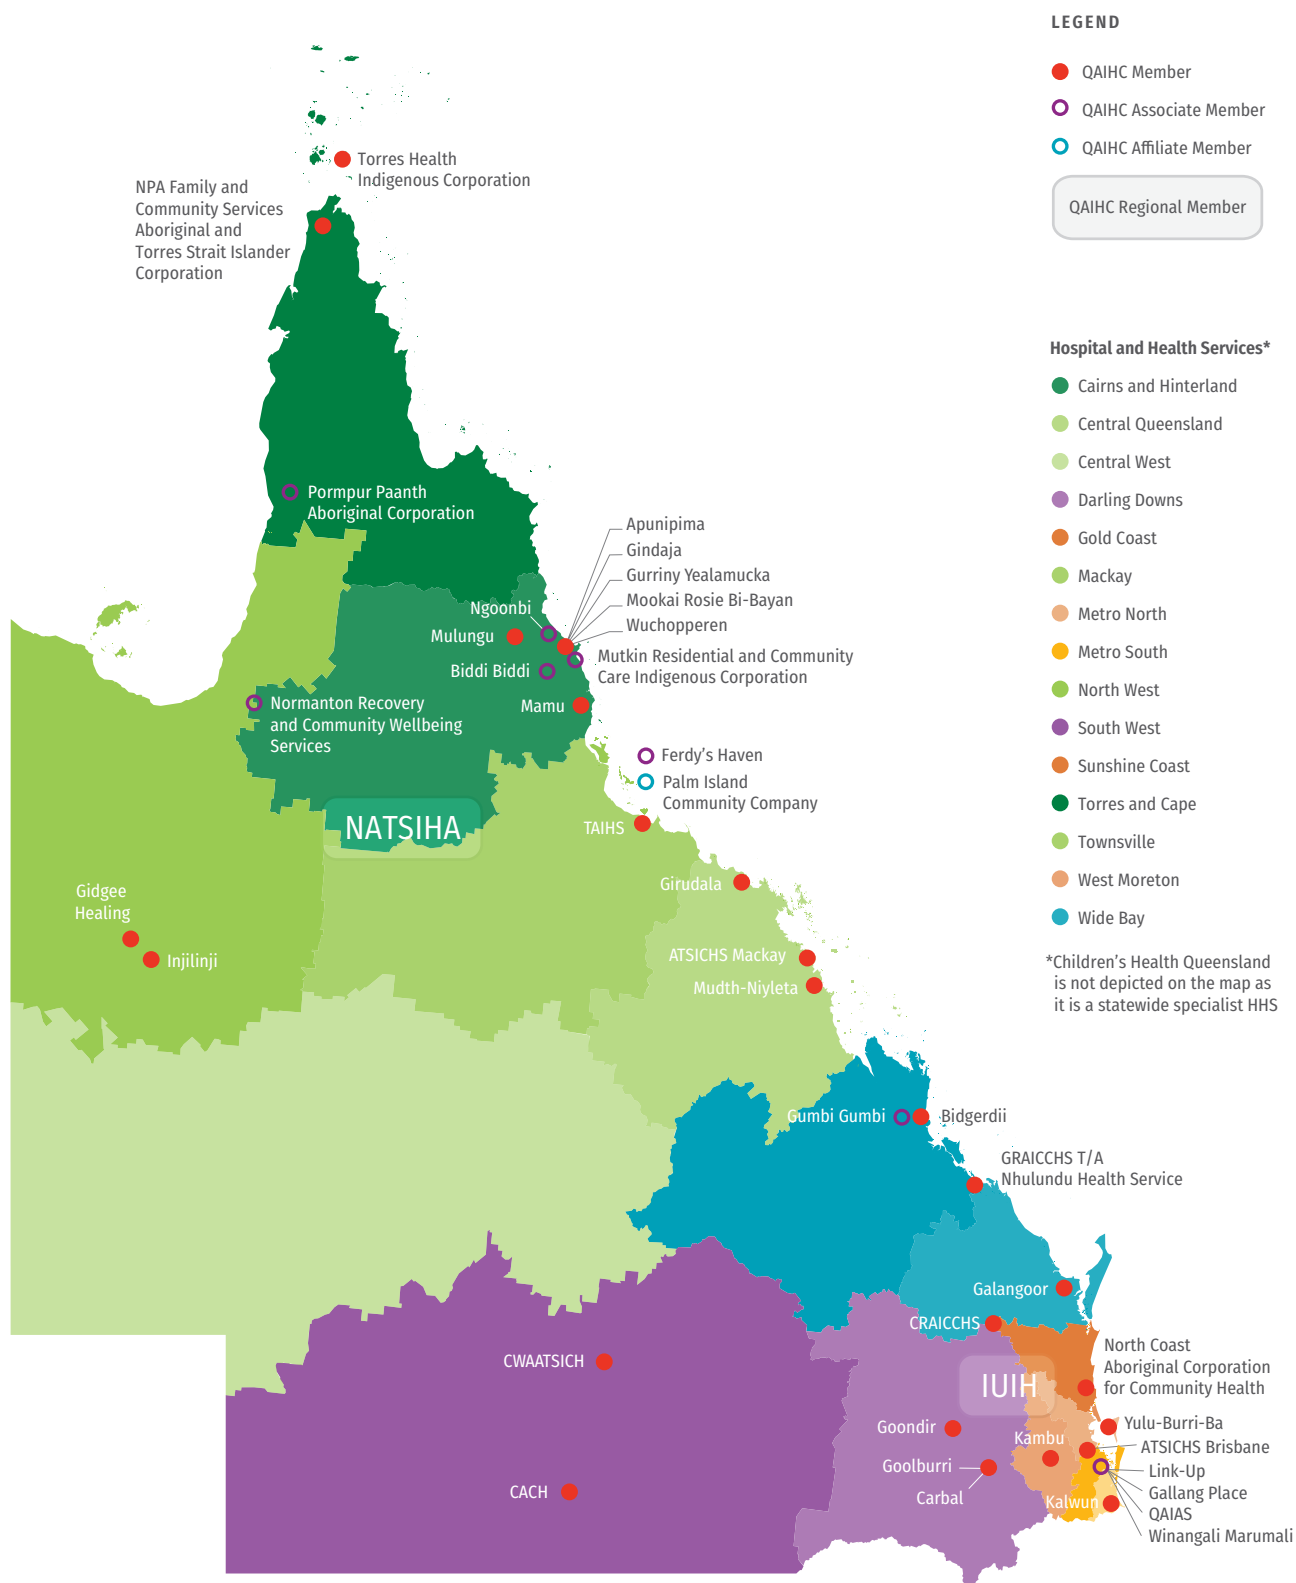 LEGEND
QAIHC Member
QAIHC Associate Member
QAIHC Affiliate Member
QAIHC Regional Member
Torres Health
Indigenous Corporation
NPA Family and
Community Services
Aboriginal and
Torres Strait Islander
Corporation
Hospital and Health Services*
Cairns and Hinterland
Central Queensland
Central West
Darling Downs
Gold Coast
Mackay
Metro North
Metro South
North West
South West
Sunshine Coast
Torres and Cape
Townsville
West Moreton
Wide Bay
*Children's Health Queensland
is not depicted on the map as
it is a statewide specialist HHS
Pormpur Paanth
Aboriginal Corporation
Apunipima
Gindaja
Gurriny Yealamucka
Mookai Rosie Bi-Bayan
Wuchopperen
Ngoonbi
Mulungu
Biddi Biddi
Mutkin Residential and Community
Care Indigenous Corporation
Mamu
Normanton Recovery
and Community Wellbeing
Services
Ferdy's Haven
Palm Island
Community Company
NATSIHA
TAIHS
Girudala
Gidgee
Healing
Injilinji
ATSICHS Mackay
Mudth-Niyleta
Gumbi Gumbi
Bidgerdii
GRAICCHS T/A
Nhulundu Health Service
Galangoor
CRAICCHS
CWAATSICH
North Coast
Aboriginal Corporation
for Community Health
IUIH
Yulu-Burri-Ba
Goondir
Kambu
ATSICHS Brisbane
Goolburri
Link-Up
Carbal
Gallang Place
CACH
Kalwun
QAIAS
Winangali Marumali